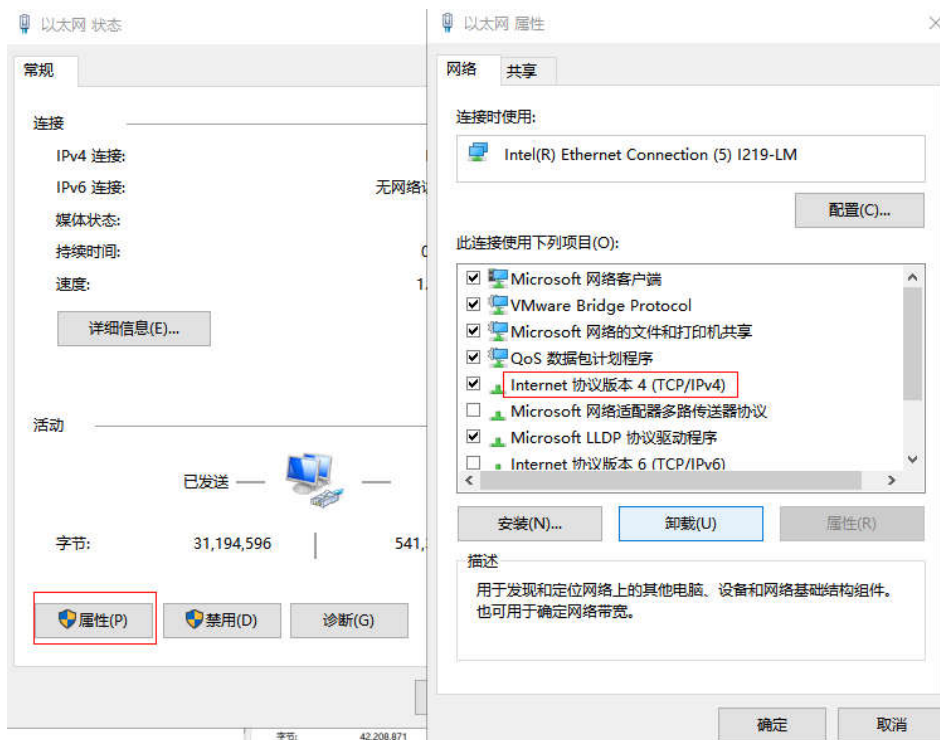 以太网 状态
常规
连接
IPv4 连接:
IPv6 连接:
无网络
媒体状态:
持续时间:
速度:
1.
详细信息(E)...
活动
已发送
字节:
31,194,596
541,
属性(P)
禁用(D)
诊断(G)
字节:
42,208,871
以太网 属性
网络
共享
连接时使用:
Intel(R) Ethernet Connection (5) I219-LM
配置(C)...
此连接使用下列项目(O):
Microsoft 网络客户端
VMware Bridge Protocol
Microsoft 网络的文件和打印机共享
QoS 数据包计划程序
Internet 协议版本 4 (TCP/IPv4)
Microsoft 网络适配器多路传送器协议
Microsoft LLDP 协议驱动程序
Internet 协议版本 6 (TCP/IPv6)
安装(N)...
卸载(U)
属性(R)
描述
用于发现和定位网络上的其他电脑、设备和网络基础结构组件。
也可用于确定网络带宽。
确定
取消